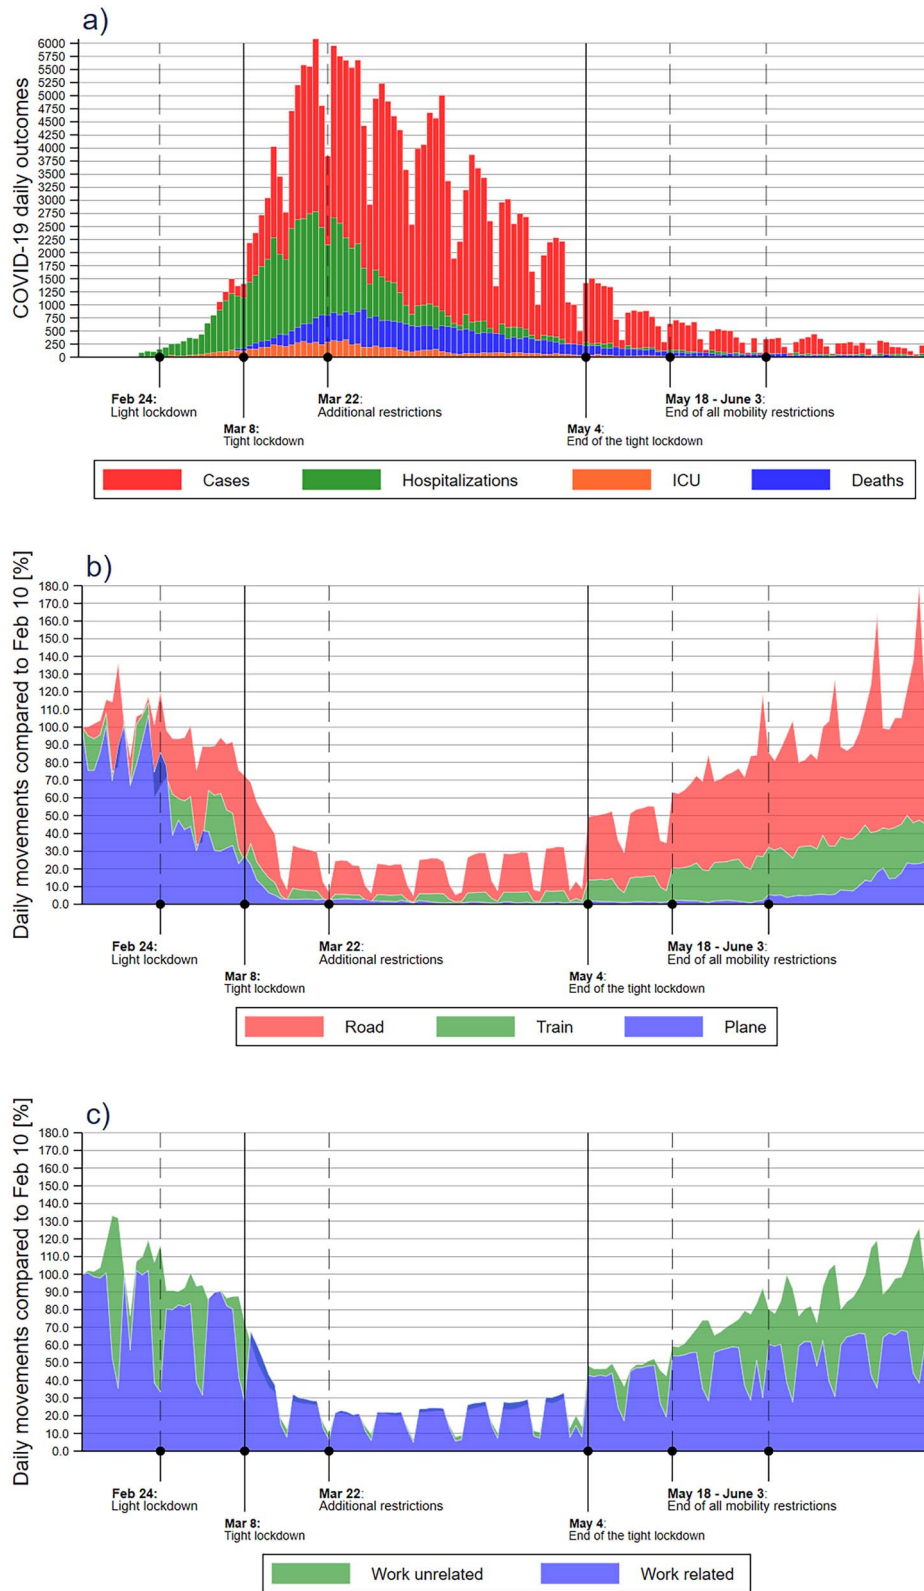 a)
COVID-19 daily outcomes
6000
5750
5500
5250
5000
4750
4500
4250
4000
3750
3500
3250
3000
2750
2500
2250
2000
1750
1500
1250
1000
750
500
250
0
Feb 24:
Light lockdown
Mar 8:
Tight lockdown
Mar 22:
Additional restrictions
May 4:
End of the tight lockdown
May 18 - June 3:
End of all mobility restrictions
Cases
Hospitalizations
ICU
Deaths
b)
Daily movements compared to Feb 10 [%]
180.0
170.0
160.0
150.0
140.0
130.0
120.0
110.0
100.0
90.0
80.0
70.0
60.0
50.0
40.0
30.0
20.0
10.0
0.0
Feb 24:
Light lockdown
Mar 8:
Tight lockdown
Mar 22:
Additional restrictions
May 4:
End of the tight lockdown
May 18 - June 3:
End of all mobility restrictions
Road
Train
Plane
c)
Daily movements compared to Feb 10 [%]
180.0
170.0
160.0
150.0
140.0
130.0
120.0
110.0
100.0
90.0
80.0
70.0
60.0
50.0
40.0
30.0
20.0
10.0
0.0
Feb 24:
Light lockdown
Mar 8:
Tight lockdown
Mar 22:
Additional restrictions
May 4:
End of the tight lockdown
May 18 - June 3:
End of all mobility restrictions
Work unrelated
Work related